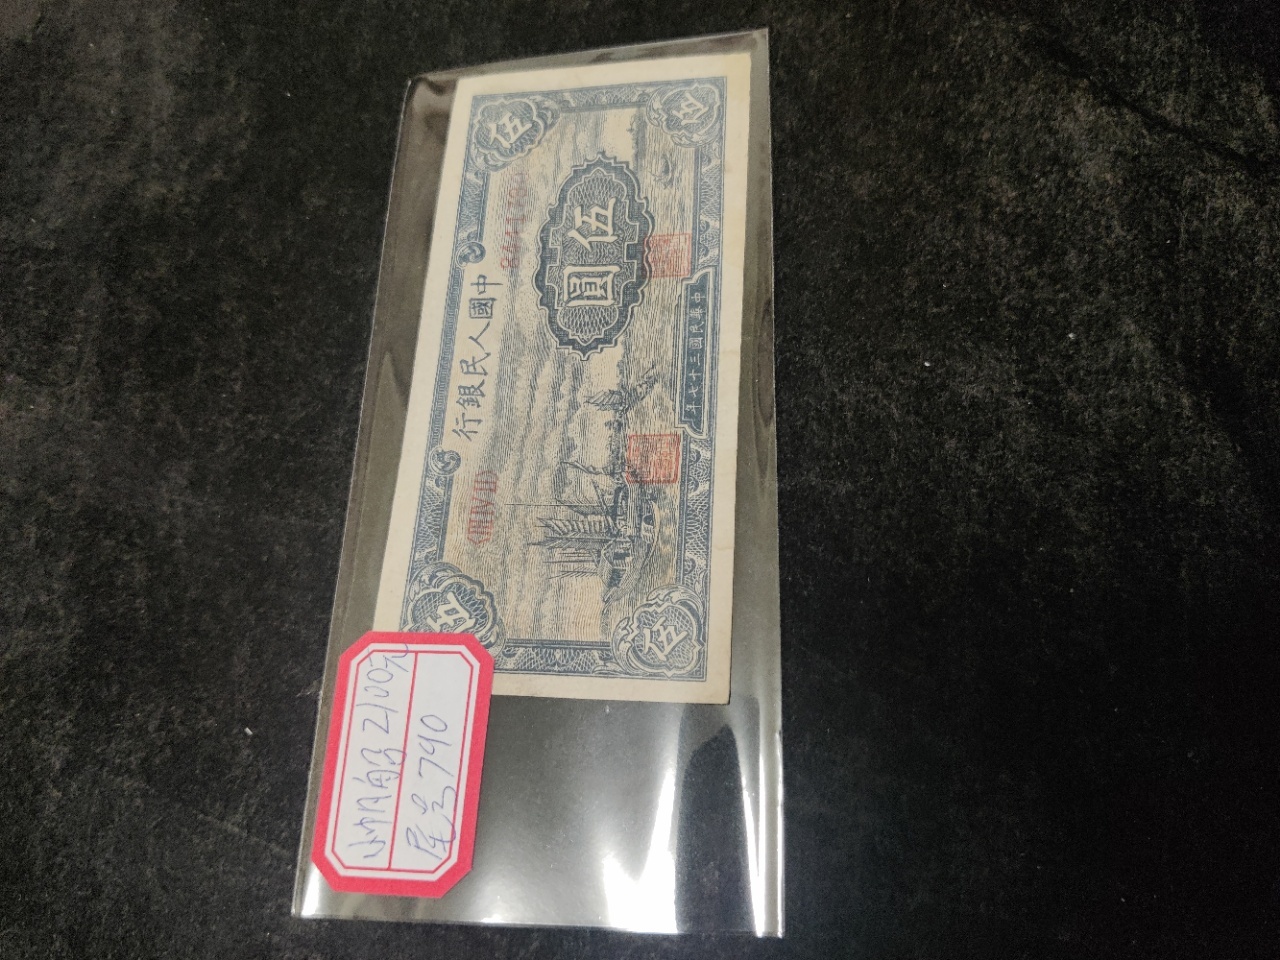 中國人民銀行
伍圓
伍
伍
伍
伍
中華民國三十七年
小帆船 2100元
尾号790